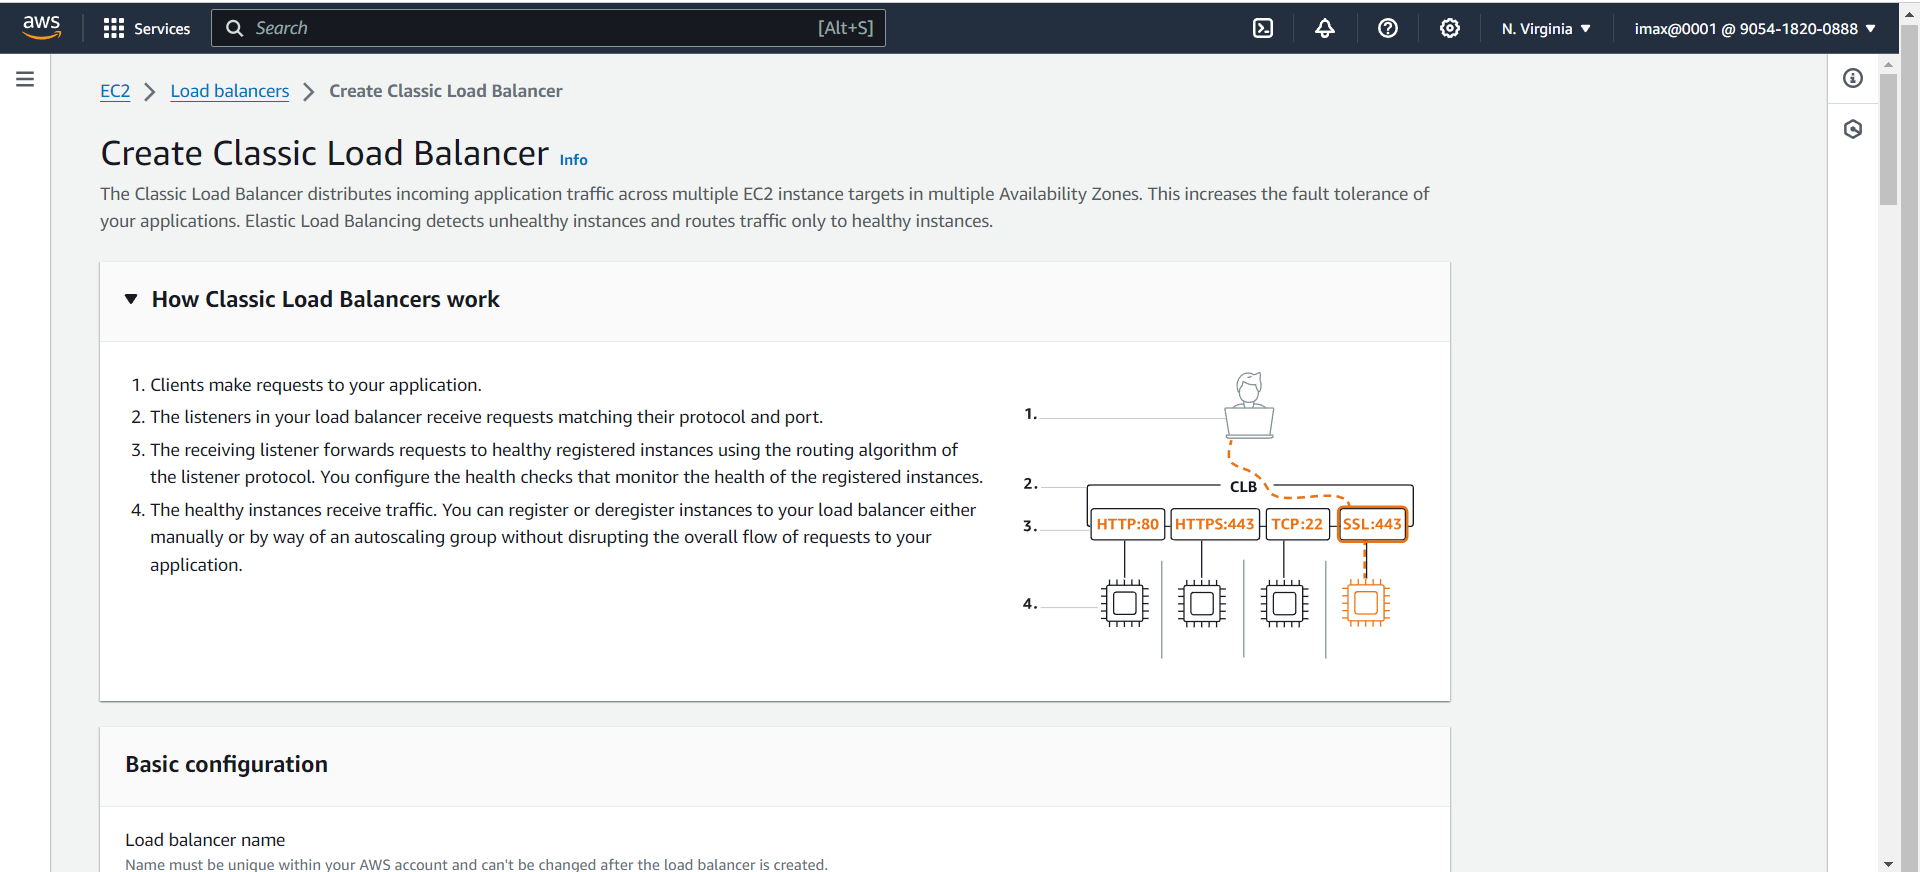 aws
Services
Search [Alt+S]
N. Virginia
imax@0001 @ 9054-1820-0888
EC2 Load balancers Create Classic Load Balancer
Create Classic Load Balancer Info
The Classic Load Balancer distributes incoming application traffic across multiple EC2 instance targets in multiple Availability Zones. This increases the fault tolerance of
your applications. Elastic Load Balancing detects unhealthy instances and routes traffic only to healthy instances.
How Classic Load Balancers work
1. Clients make requests to your application.
2. The listeners in your load balancer receive requests matching their protocol and port.
3. The receiving listener forwards requests to healthy registered instances using the routing algorithm of
the listener protocol. You configure the health checks that monitor the health of the registered instances.
4. The healthy instances receive traffic. You can register or deregister instances to your load balancer either
manually or by way of an autoscaling group without disrupting the overall flow of requests to your
application.
1.
2. CLB
3. HTTP:80 HTTPS:443 TCP:22 SSL:443
4.
Basic configuration
Load balancer name
Name must be unique within your AWS account and can't be changed after the load balancer is created.